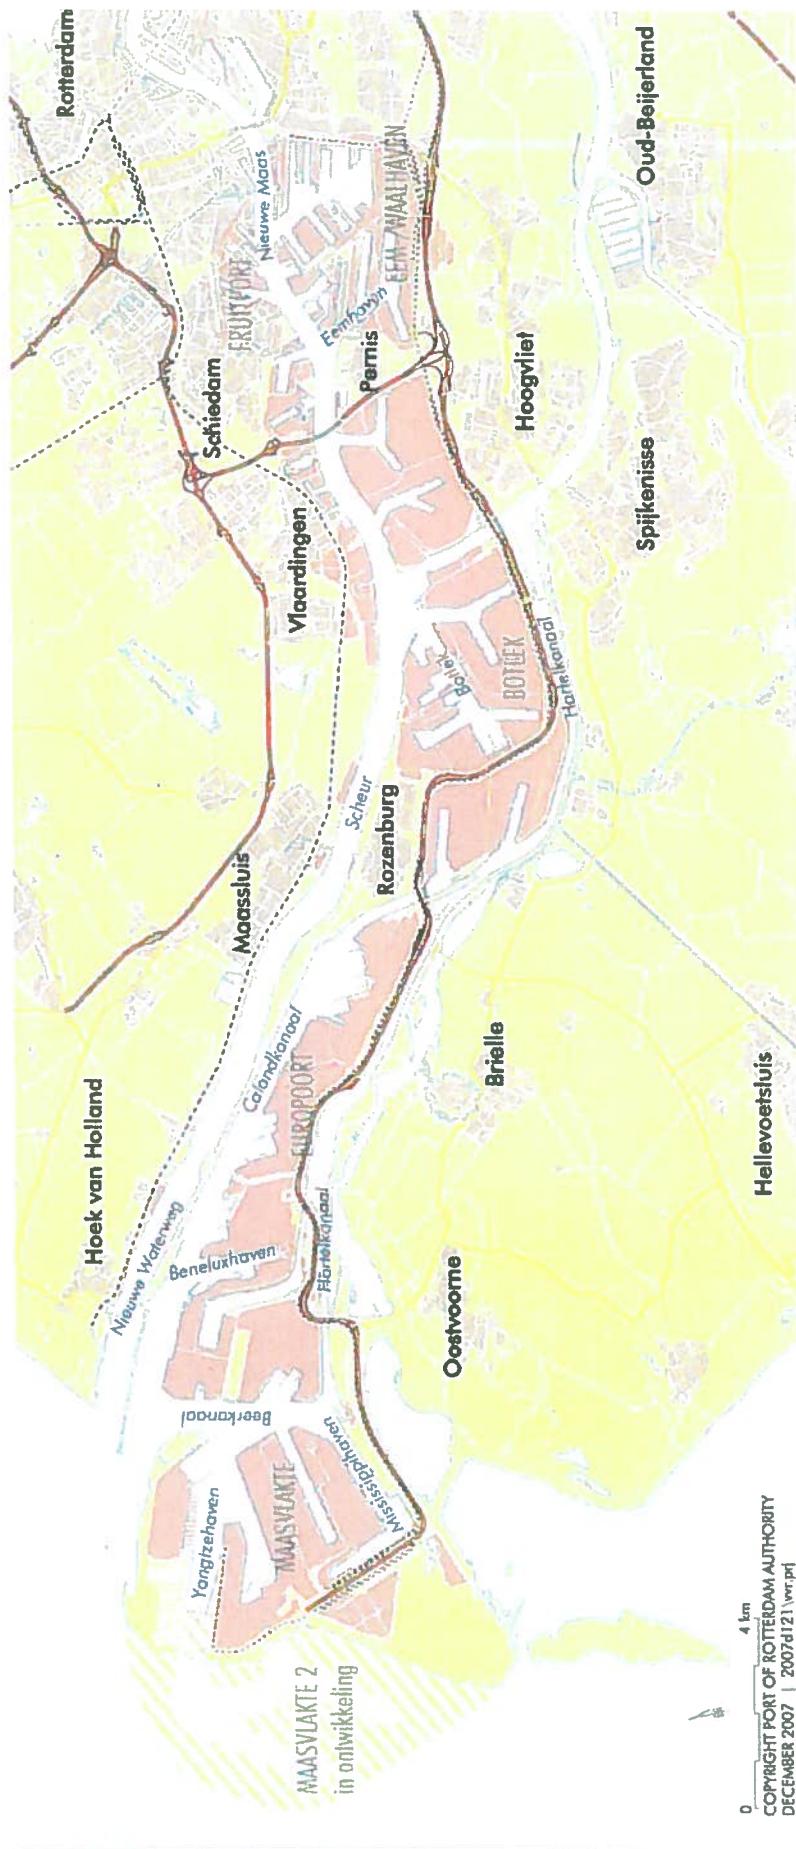 Rotterdam
Nieuwe Maas
FRUITPORT
EEM-/WAALHAVEN
Eemhaven
Oud-Beijerland
Schiedam
Pernis
Hoogvliet
Vlaardingen
Spijkenisse
Botlek
BOTLEK
Hartelkanaal
Scheur
Rozenburg
Maassluis
Calandkanaal
EUROPOORT
Brielle
Hellevoetsluis
Hoek van Holland
Nieuwe Waterweg
Beneluxhaven
Hartelkanaal
Oostvoorne
Beerkanaal
Mississippihaven
MAASVLAKTE
Yangtzehaven
MAASVLAKTE 2
in ontwikkeling
0 4 km
COPYRIGHT PORT OF ROTTERDAM AUTHORITY
DECEMBER 2007 | 2007d121\wr.prj